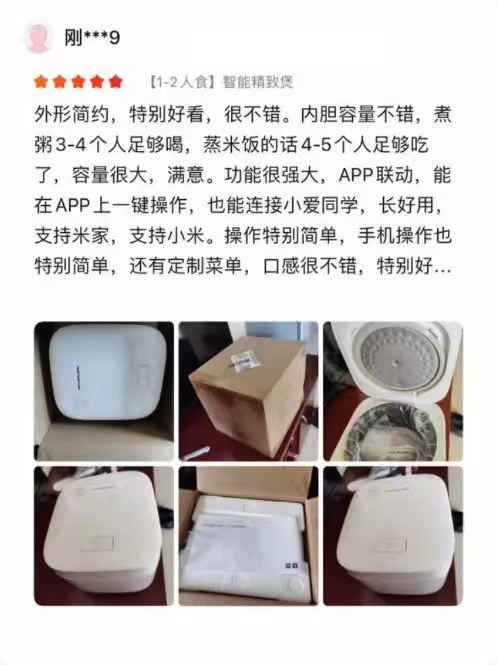 刚***9
【1-2人食】智能精致煲
外形简约，特别好看，很不错。内胆容量不错，煮
粥3-4个人足够喝，蒸米饭的话4-5个人足够吃
了，容量很大，满意。功能很强大，APP联动，能
在APP上一键操作，也能连接小爱同学，长好用，
支持米家，支持小米。操作特别简单，手机操作也
特别简单，还有定制菜单，口感很不错，特别好...